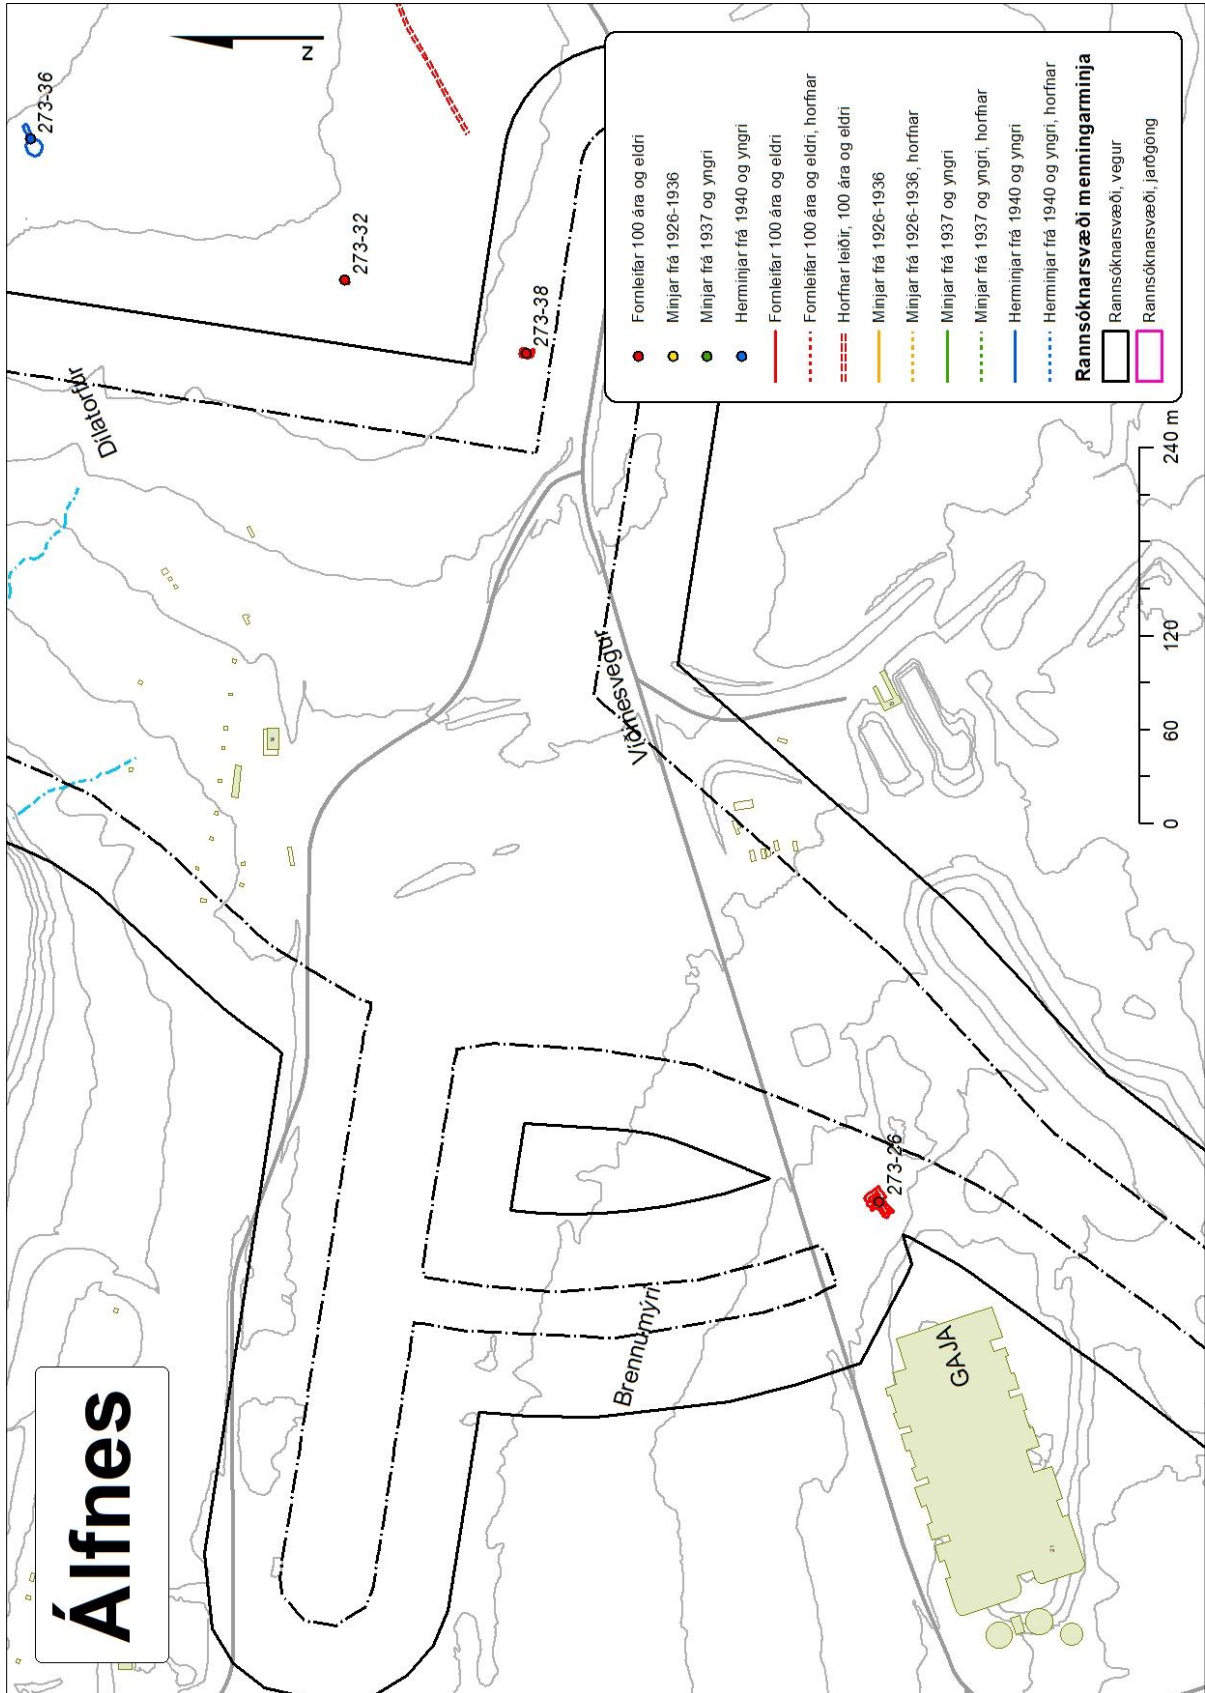 Álfnes
N
273-36
273-32
273-38
273-26
Dílatorfur
Víðinesvegur
Brennumýri
GAJA
21
Fornleifar 100 ára og eldri
Minjar frá 1926-1936
Minjar frá 1937 og yngri
Herminjar frá 1940 og yngri
Fornleifar 100 ára og eldri
Fornleifar 100 ára og eldri, horfnar
Horfnar leiðir, 100 ára og eldri
Minjar frá 1926-1936
Minjar frá 1926-1936, horfnar
Minjar frá 1937 og yngri
Minjar frá 1937 og yngri, horfnar
Herminjar frá 1940 og yngri
Herminjar frá 1940 og yngri, horfnar
Rannsóknarsvæði menningarminja
Rannsóknarsvæði, vegur
Rannsóknarsvæði, jarðgöng
0 60 120 240 m